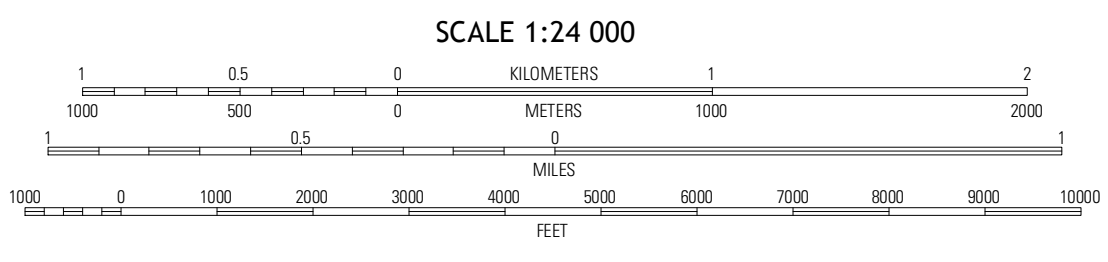 SCALE 1:24 000
1 0.5 0 KILOMETERS 1 2
1000 500 0 METERS 1000 2000
1 0.5 0 1
MILES
1000 0 1000 2000 3000 4000 5000 6000 7000 8000 9000 10000
FEET